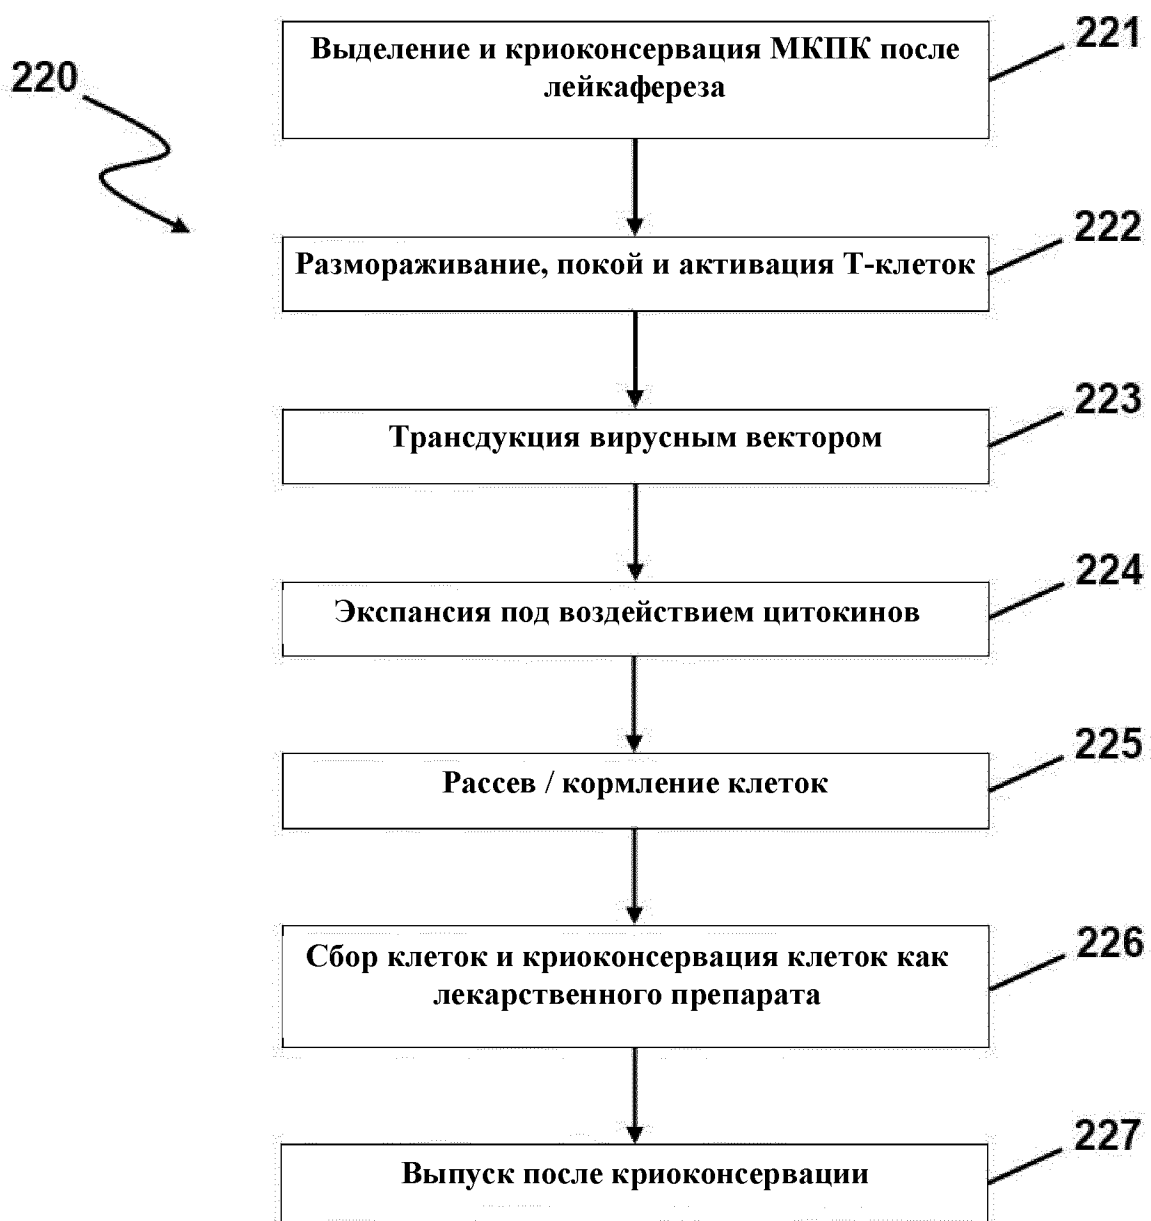 220
221
Выделение и криоконсервация МКПК после
лейкафереза
222
Размораживание, покой и активация Т-клеток
223
Трансдукция вирусным вектором
224
Экспансия под воздействием цитокинов
225
Рассев / кормление клеток
226
Сбор клеток и криоконсервация клеток как
лекарственного препарата
227
Выпуск после криоконсервации